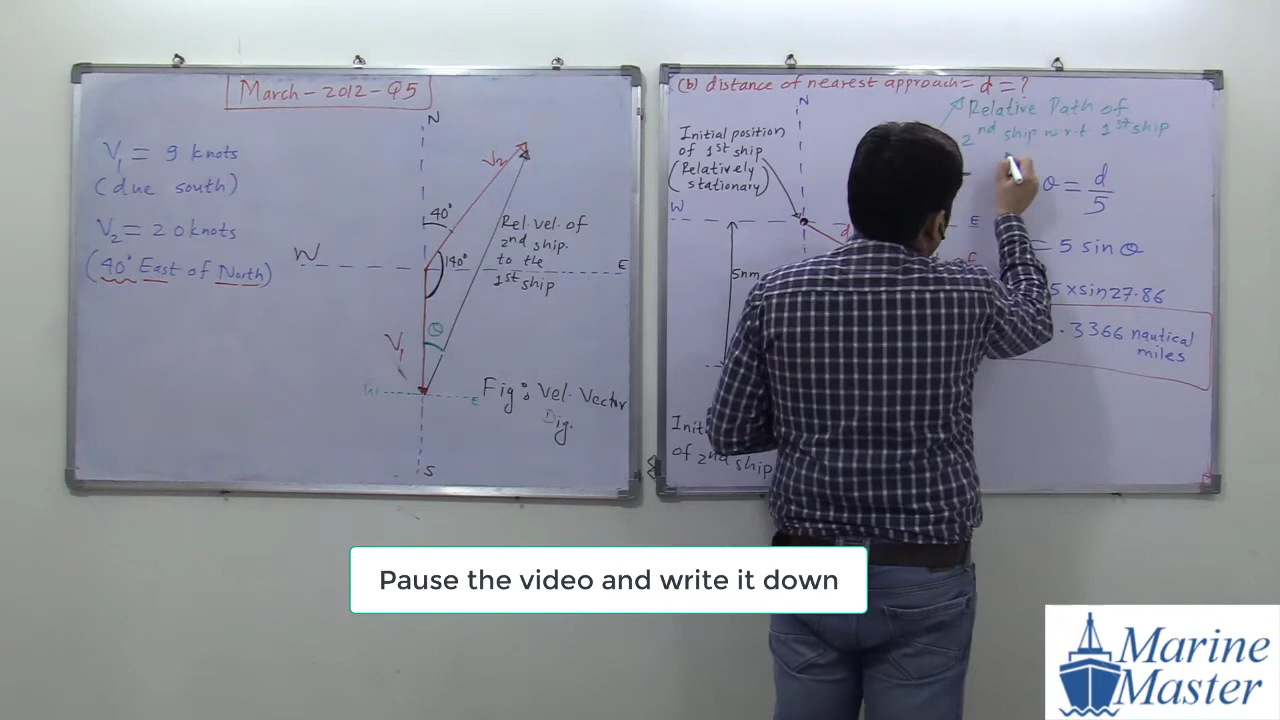 March-2012-Q5
V1 = 9 knots
(due south)
V2 = 20 knots
(40° East of North)
N
V2
40°
W
140°
E
Rel. vel. of
2nd ship.
to the
1st ship
θ
V1
W
E
S
Fig: Vel. Vector
Dig.
(b) distance of nearest approach = d = ?
N
Relative Path of
2nd ship w.r.t. 1st ship
Initial position
of 1st ship
(Relatively
stationary)
W
E
d
5nm
θ = d/5
= 5 sin θ
5 x sin 27.86
.3366 nautical
miles
of 2nd ship
Pause the video and write it down
Marine
Master